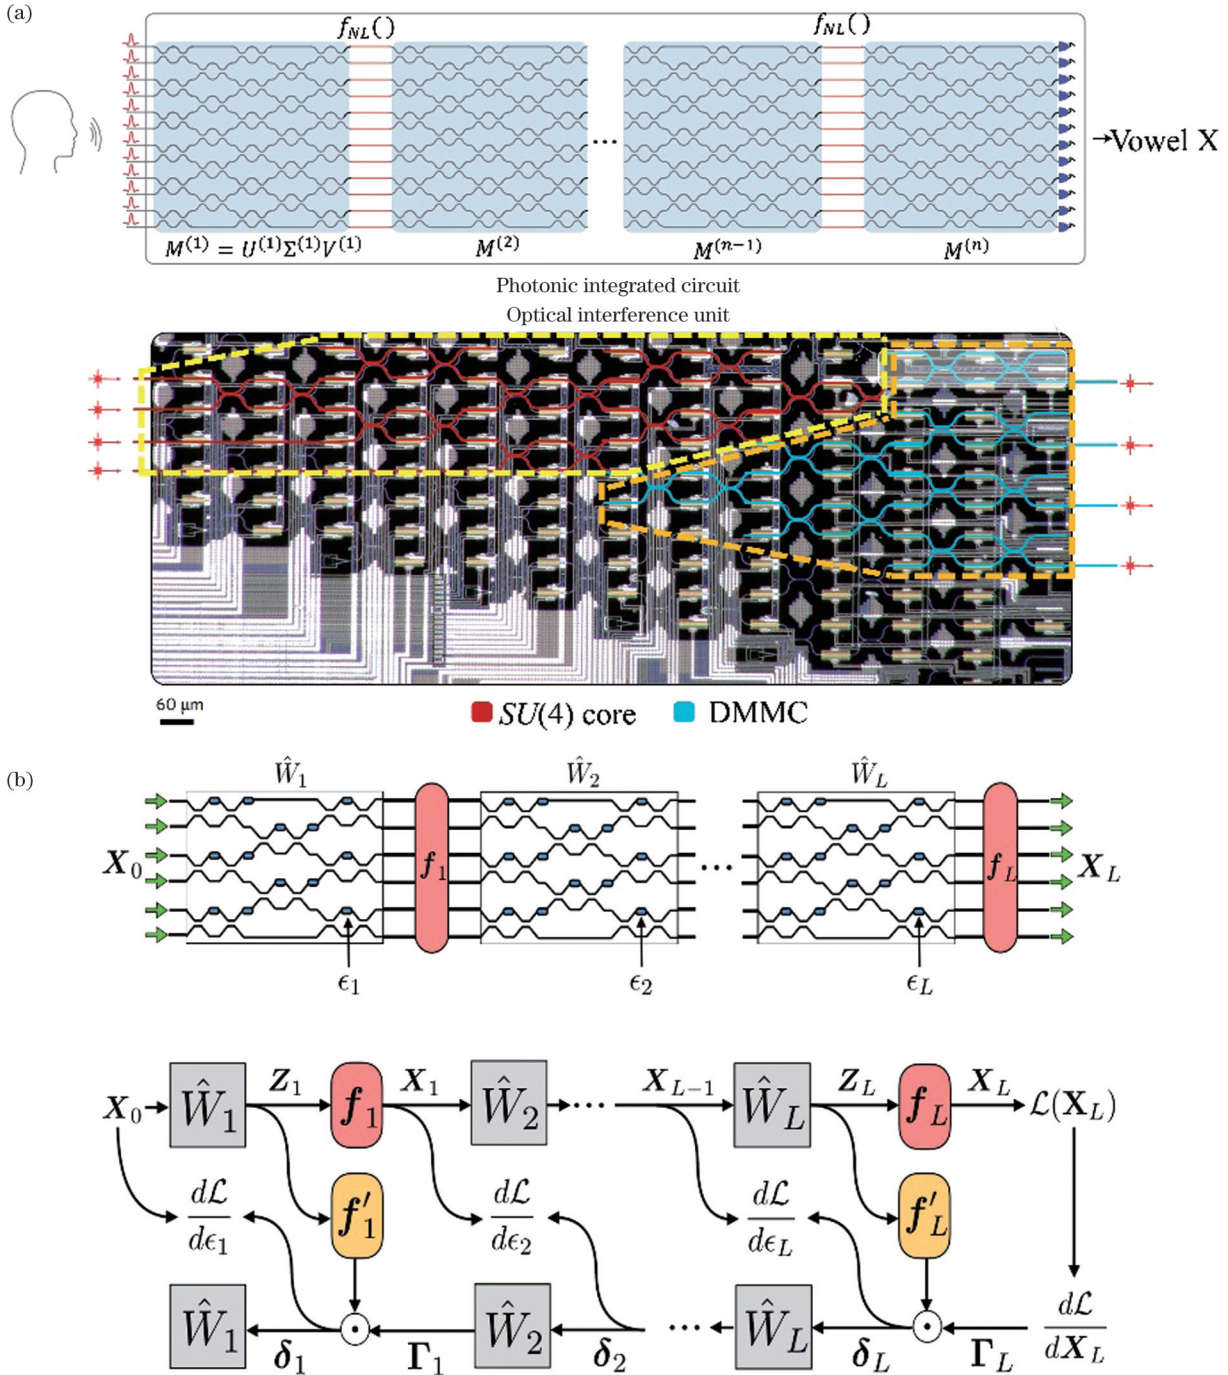 (a)
f_NL() f_NL()
... →Vowel X
M^(1) = U^(1)Σ^(1)V^(1) M^(2) M^(n−1) M^(n)
Photonic integrated circuit
Optical interference unit
60 μm
SU(4) core DMMC
(b)
Ŵ_1 Ŵ_2 Ŵ_L
X_0 f_1 ... f_L X_L
ϵ_1 ϵ_2 ϵ_L
X_0 Ŵ_1 Z_1 f_1 X_1 Ŵ_2 ... X_{L−1} Ŵ_L Z_L f_L X_L ℒ(X_L)
dℒ/dϵ_1 f′_1 dℒ/dϵ_2 dℒ/dϵ_L f′_L
Ŵ_1 δ_1 ⊙ Γ_1 Ŵ_2 δ_2 ... Ŵ_L δ_L ⊙ Γ_L dℒ/dX_L